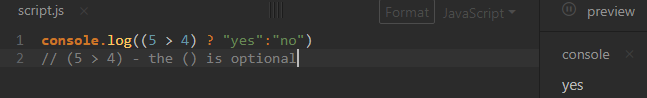 script.js × Format JavaScript preview
1 console.log((5 > 4) ? "yes":"no")
2 // (5 > 4) - the () is optional
console ×
yes